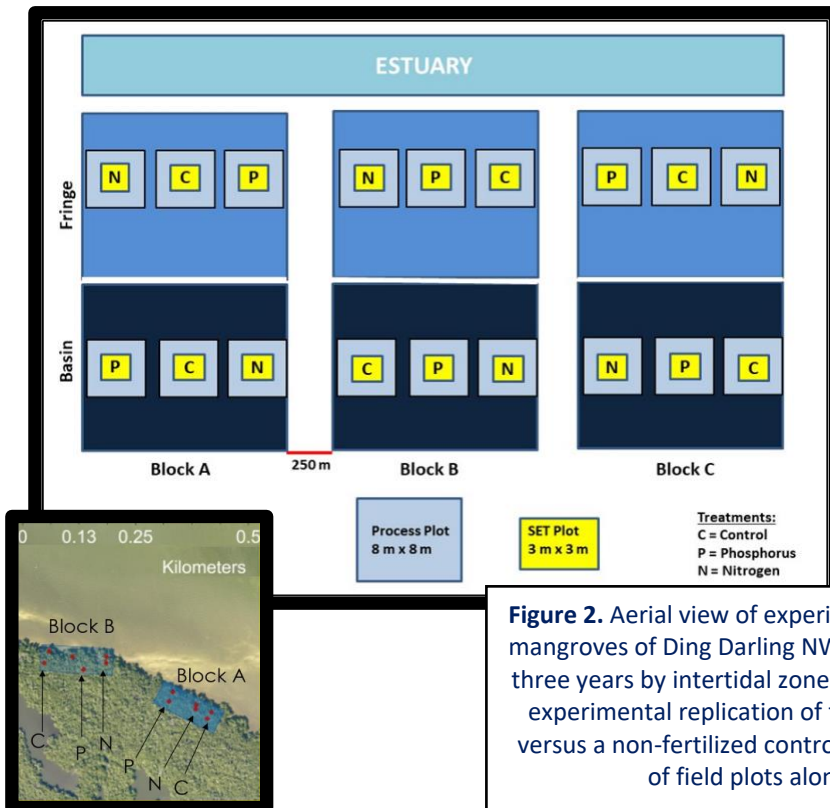 ESTUARY
Fringe
N C P N P C P C N
Basin
P C N C P N N P C
Block A 250 m Block B Block C
Process Plot
8 m x 8 m
SET Plot
3 m x 3 m
Treatments:
C = Control
P = Phosphorus
N = Nitrogen
0 0.13 0.25 0.5
Kilometers
Block B
Block A
C P N P N C
Figure 2. Aerial view of experi
mangroves of Ding Darling NV
three years by intertidal zone
experimental replication of
versus a non-fertilized contro
of field plots alon